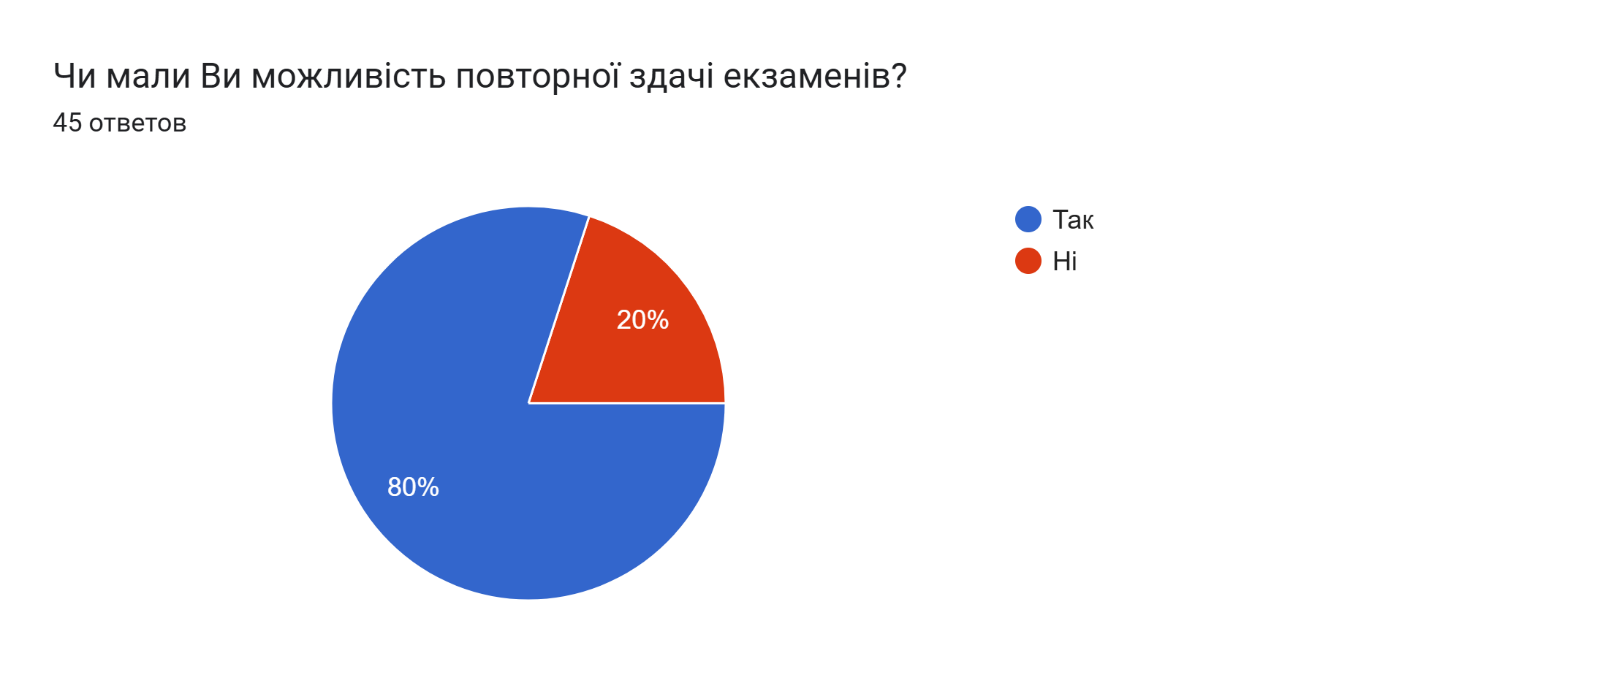 Чи мали Ви можливість повторної здачі екзаменів?
45 ответов
Так
Ні
20%
80%